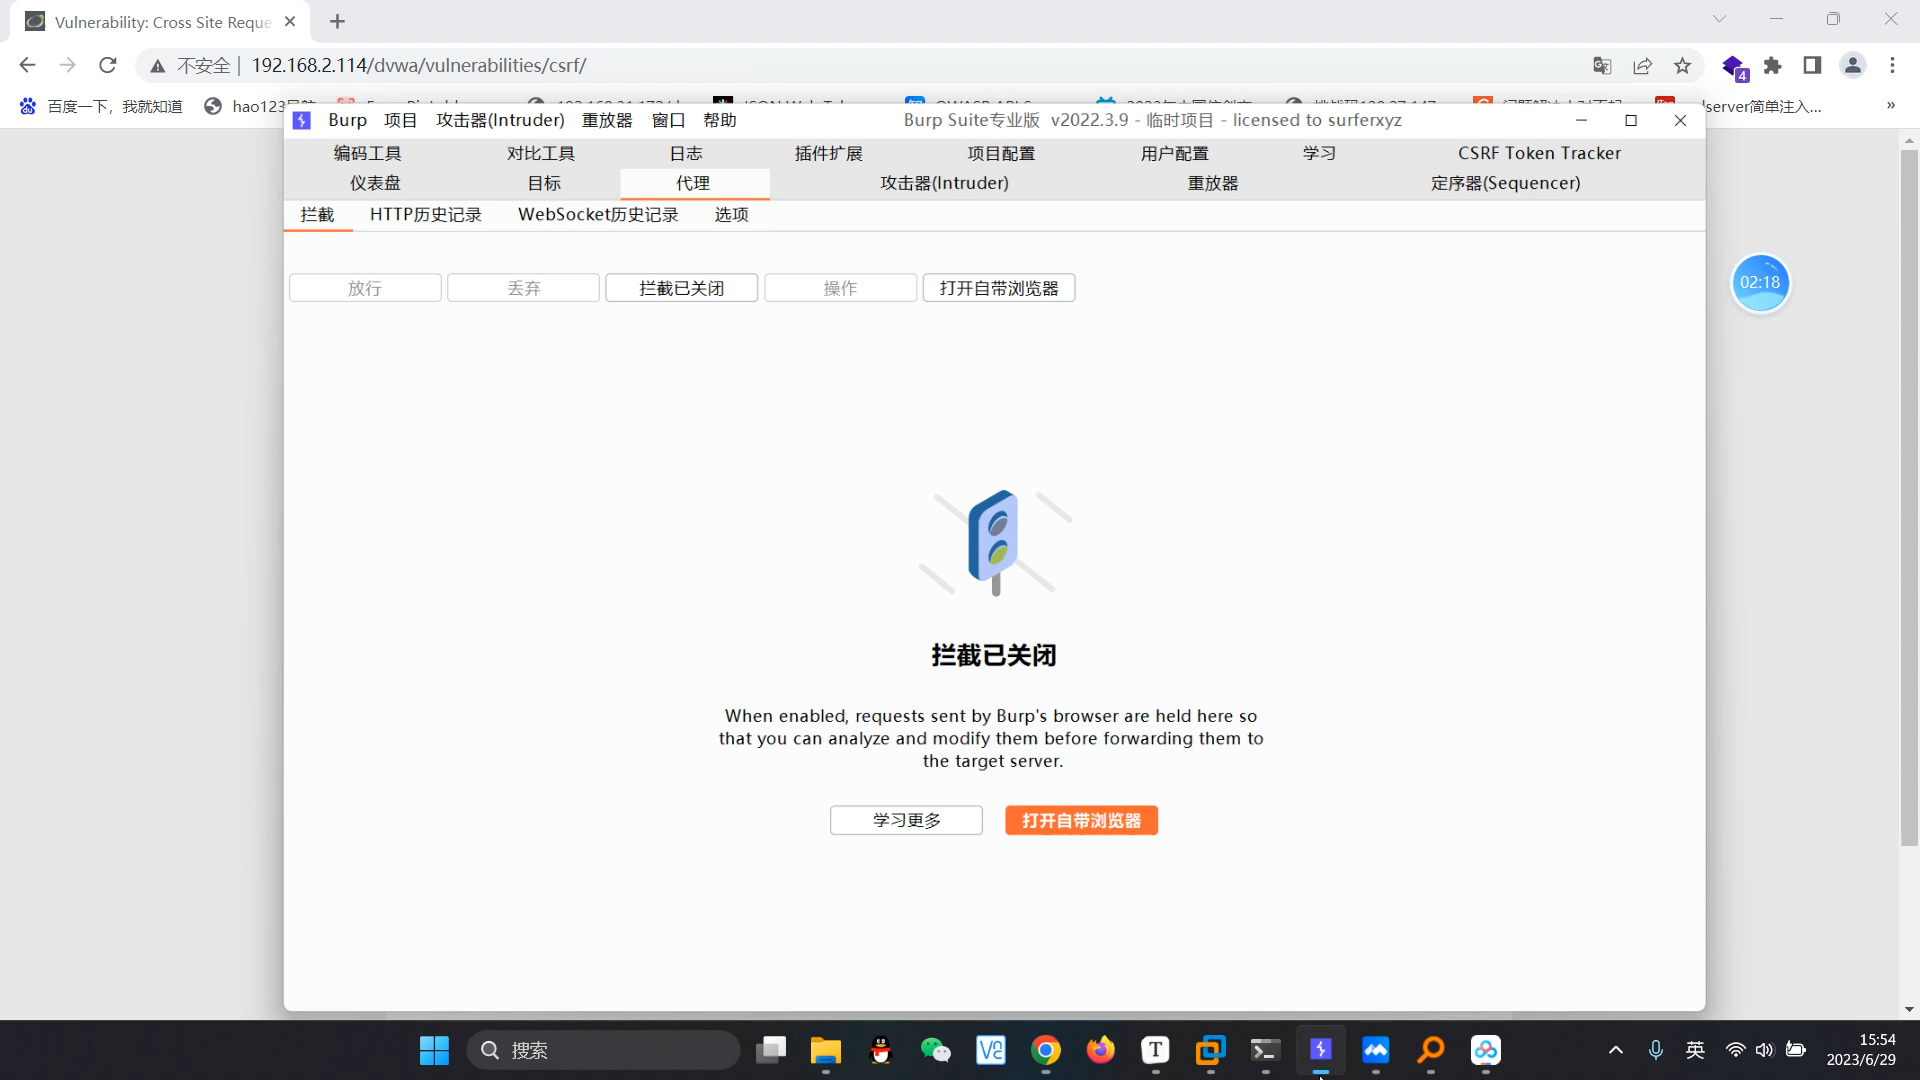 Vulnerability: Cross Site Reque
不安全 192.168.2.114/dvwa/vulnerabilities/csrf/
4
百度一下，我就知道 hao123 lserver简单注入... »
Burp 项目 攻击器(Intruder) 重放器 窗口 帮助 Burp Suite专业版 v2022.3.9 - 临时项目 - licensed to surferxyz
编码工具 对比工具 日志 插件扩展 项目配置 用户配置 学习 CSRF Token Tracker
仪表盘 目标 代理 攻击器(Intruder) 重放器 定序器(Sequencer)
拦截 HTTP历史记录 WebSocket历史记录 选项
放行 丢弃 拦截已关闭 操作 打开自带浏览器
02:18
拦截已关闭
When enabled, requests sent by Burp's browser are held here so
that you can analyze and modify them before forwarding them to
the target server.
学习更多 打开自带浏览器
搜索 T 英 15:54
2023/6/29